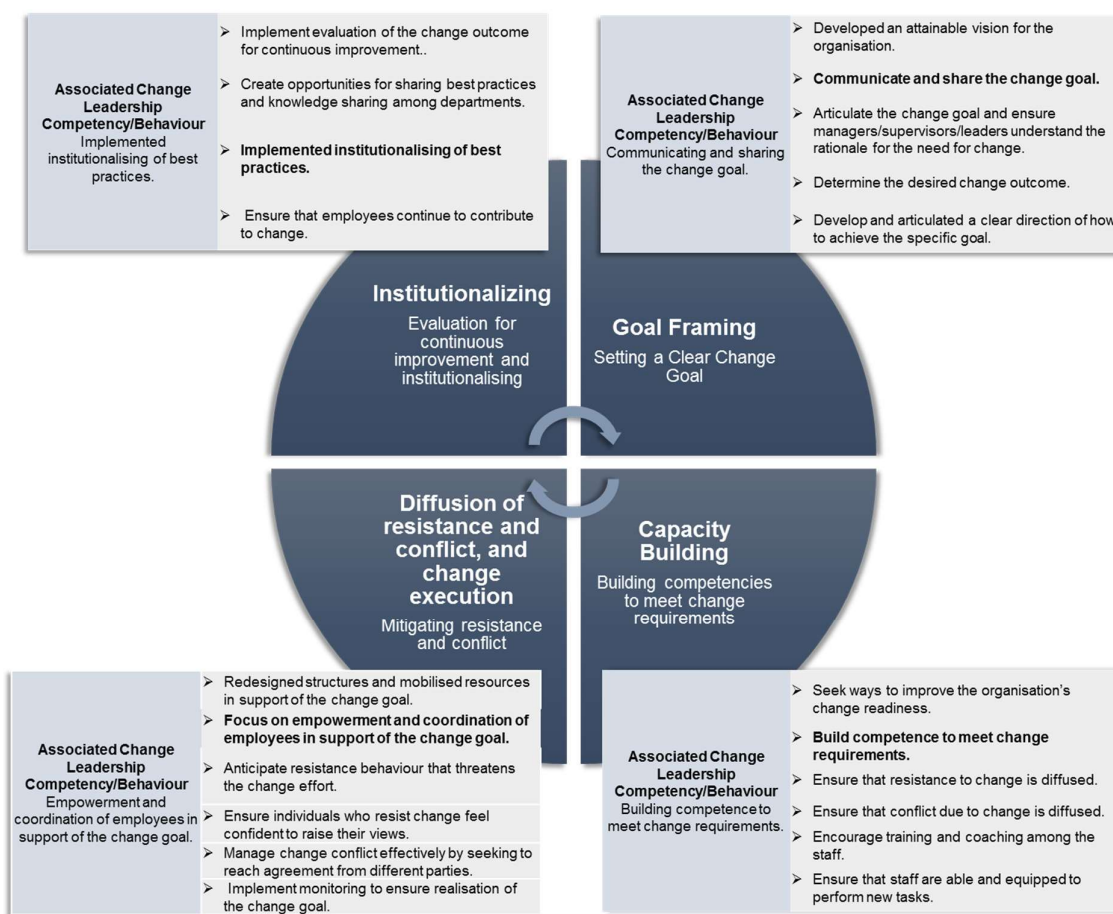 Associated Change
Leadership
Competency/Behaviour
Implemented
institutionalising of best
practices.
➢ Implement evaluation of the change outcome
for continuous improvement..
➢ Create opportunities for sharing best practices
and knowledge sharing among departments.
➢ Implemented institutionalising of best
practices.
➢ Ensure that employees continue to contribute
to change.
Associated Change
Leadership
Competency/Behaviour
Communicating and sharing
the change goal.
➢ Developed an attainable vision for the
organisation.
➢ Communicate and share the change goal.
➢ Articulate the change goal and ensure
managers/supervisors/leaders understand the
rationale for the need for change.
➢ Determine the desired change outcome.
➢ Develop and articulated a clear direction of how
to achieve the specific goal.
Institutionalizing
Evaluation for
continuous
improvement and
institutionalising
Goal Framing
Setting a Clear Change
Goal
Diffusion of
resistance and
conflict, and
change
execution
Mitigating resistance
and conflict
Capacity
Building
Building competencies
to meet change
requirements
Associated Change
Leadership
Competency/Behaviour
Empowerment and
coordination of employees in
support of the change goal.
➢ Redesigned structures and mobilised resources
in support of the change goal.
➢ Focus on empowerment and coordination of
employees in support of the change goal.
➢ Anticipate resistance behaviour that threatens
the change effort.
➢ Ensure individuals who resist change feel
confident to raise their views.
➢ Manage change conflict effectively by seeking to
reach agreement from different parties.
➢ Implement monitoring to ensure realisation of
the change goal.
Associated Change
Leadership
Competency/Behaviour
Building competence to
meet change requirements.
➢ Seek ways to improve the organisation’s
change readiness.
➢ Build competence to meet change
requirements.
➢ Ensure that resistance to change is diffused.
➢ Ensure that conflict due to change is diffused.
➢ Encourage training and coaching among the
staff.
➢ Ensure that staff are able and equipped to
perform new tasks.